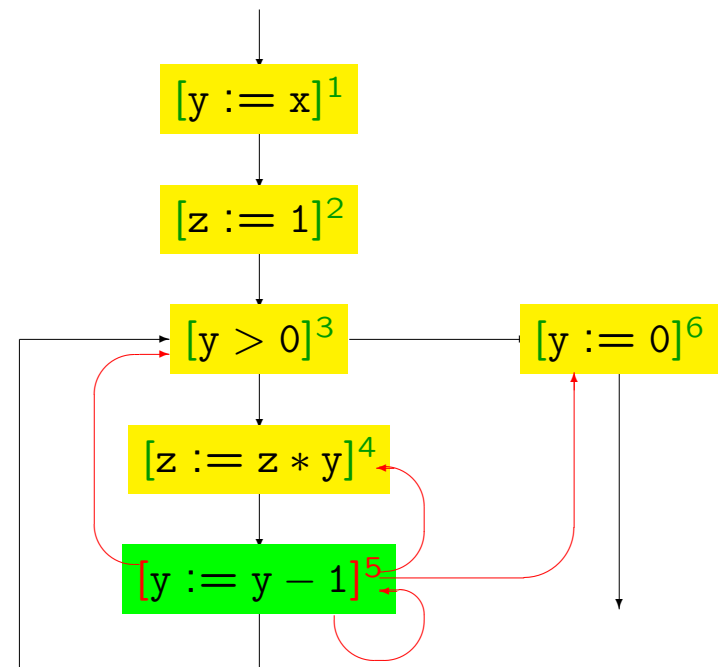 [y := x]¹
[z := 1]²
[y > 0]³
[y := 0]⁶
[z := z * y]⁴
[y := y − 1]⁵